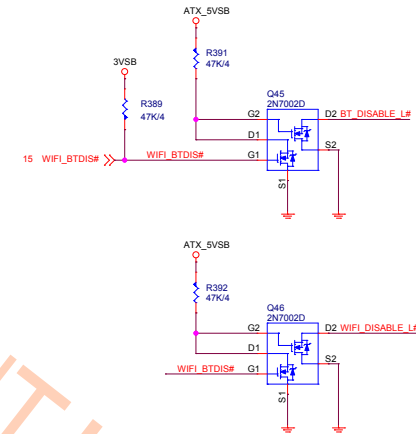 ATX_5VSB
R391
47K/4
3VSB
R389
47K/4
Q45
2N7002D
G2
D2 BT_DISABLE_L#
D1
S2
15 WIFI_BTDIS#
WIFI_BTDIS#
G1
S1
ATX_5VSB
R392
47K/4
Q46
2N7002D
G2
D2 WIFI_DISABLE_L#
D1
S2
WIFI_BTDIS#
G1
S1